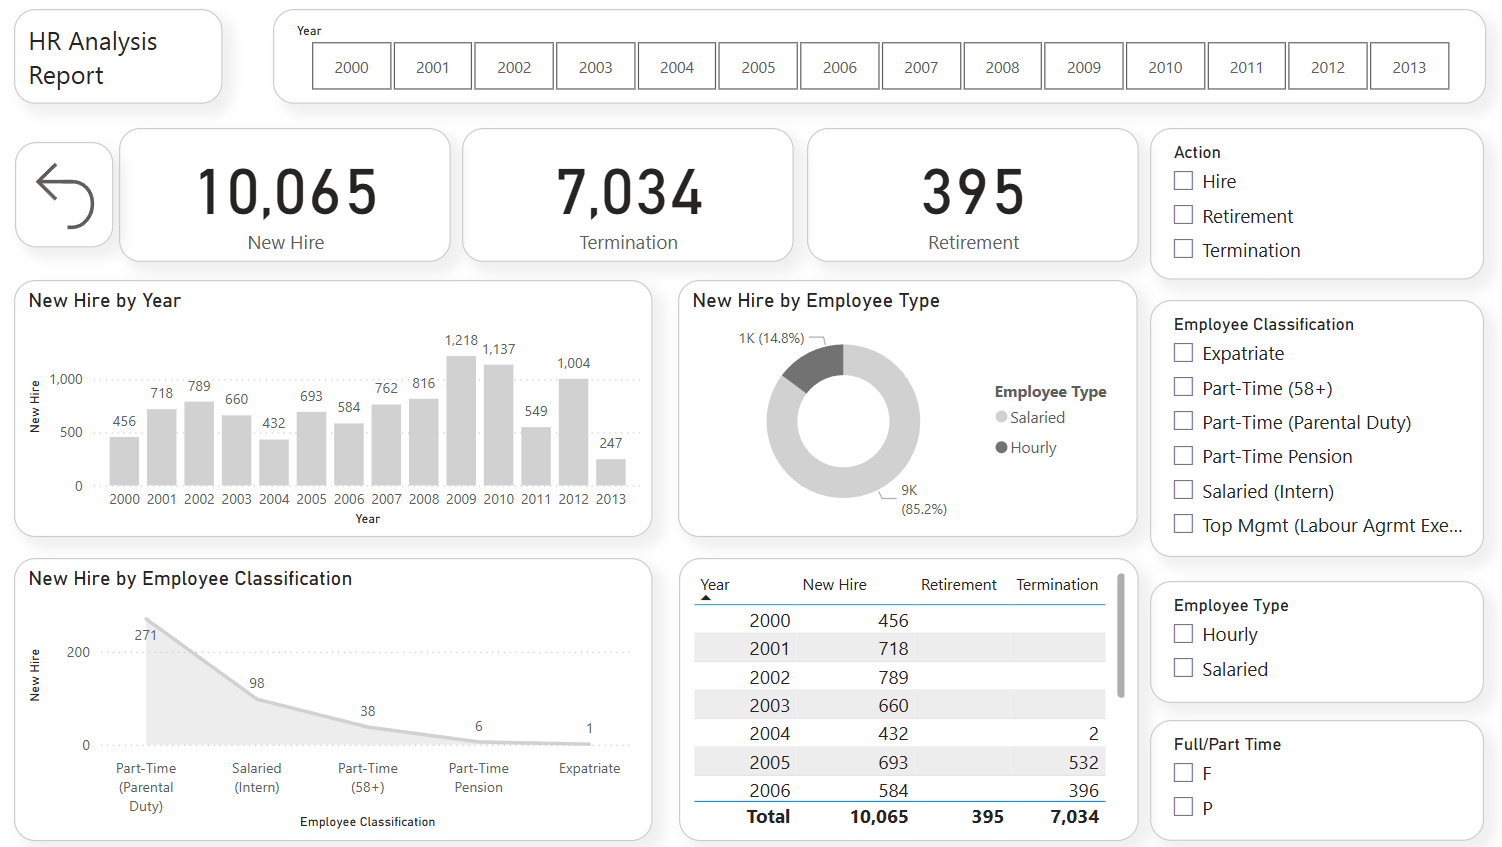 HR Analysis
Report
Year
2000 2001 2002 2003 2004 2005 2006 2007 2008 2009 2010 2011 2012 2013
10,065
New Hire
7,034
Termination
395
Retirement
Action
Hire
Retirement
Termination
New Hire by Year
New Hire
1,000
500
0
456 718 789 660 432 693 584 762 816 1,218 1,137 549 1,004 247
2000 2001 2002 2003 2004 2005 2006 2007 2008 2009 2010 2011 2012 2013
Year
New Hire by Employee Type
1K (14.8%)
9K
(85.2%)
Employee Type
Salaried
Hourly
Employee Classification
Expatriate
Part-Time (58+)
Part-Time (Parental Duty)
Part-Time Pension
Salaried (Intern)
Top Mgmt (Labour Agrmt Exe...
New Hire by Employee Classification
New Hire
200
0
271 98 38 6 1
Part-Time
(Parental
Duty)
Salaried
(Intern)
Part-Time
(58+)
Part-Time
Pension
Expatriate
Employee Classification
Year New Hire Retirement Termination
2000 456
2001 718
2002 789
2003 660
2004 432 2
2005 693 532
2006 584 396
Total 10,065 395 7,034
Employee Type
Hourly
Salaried
Full/Part Time
F
P